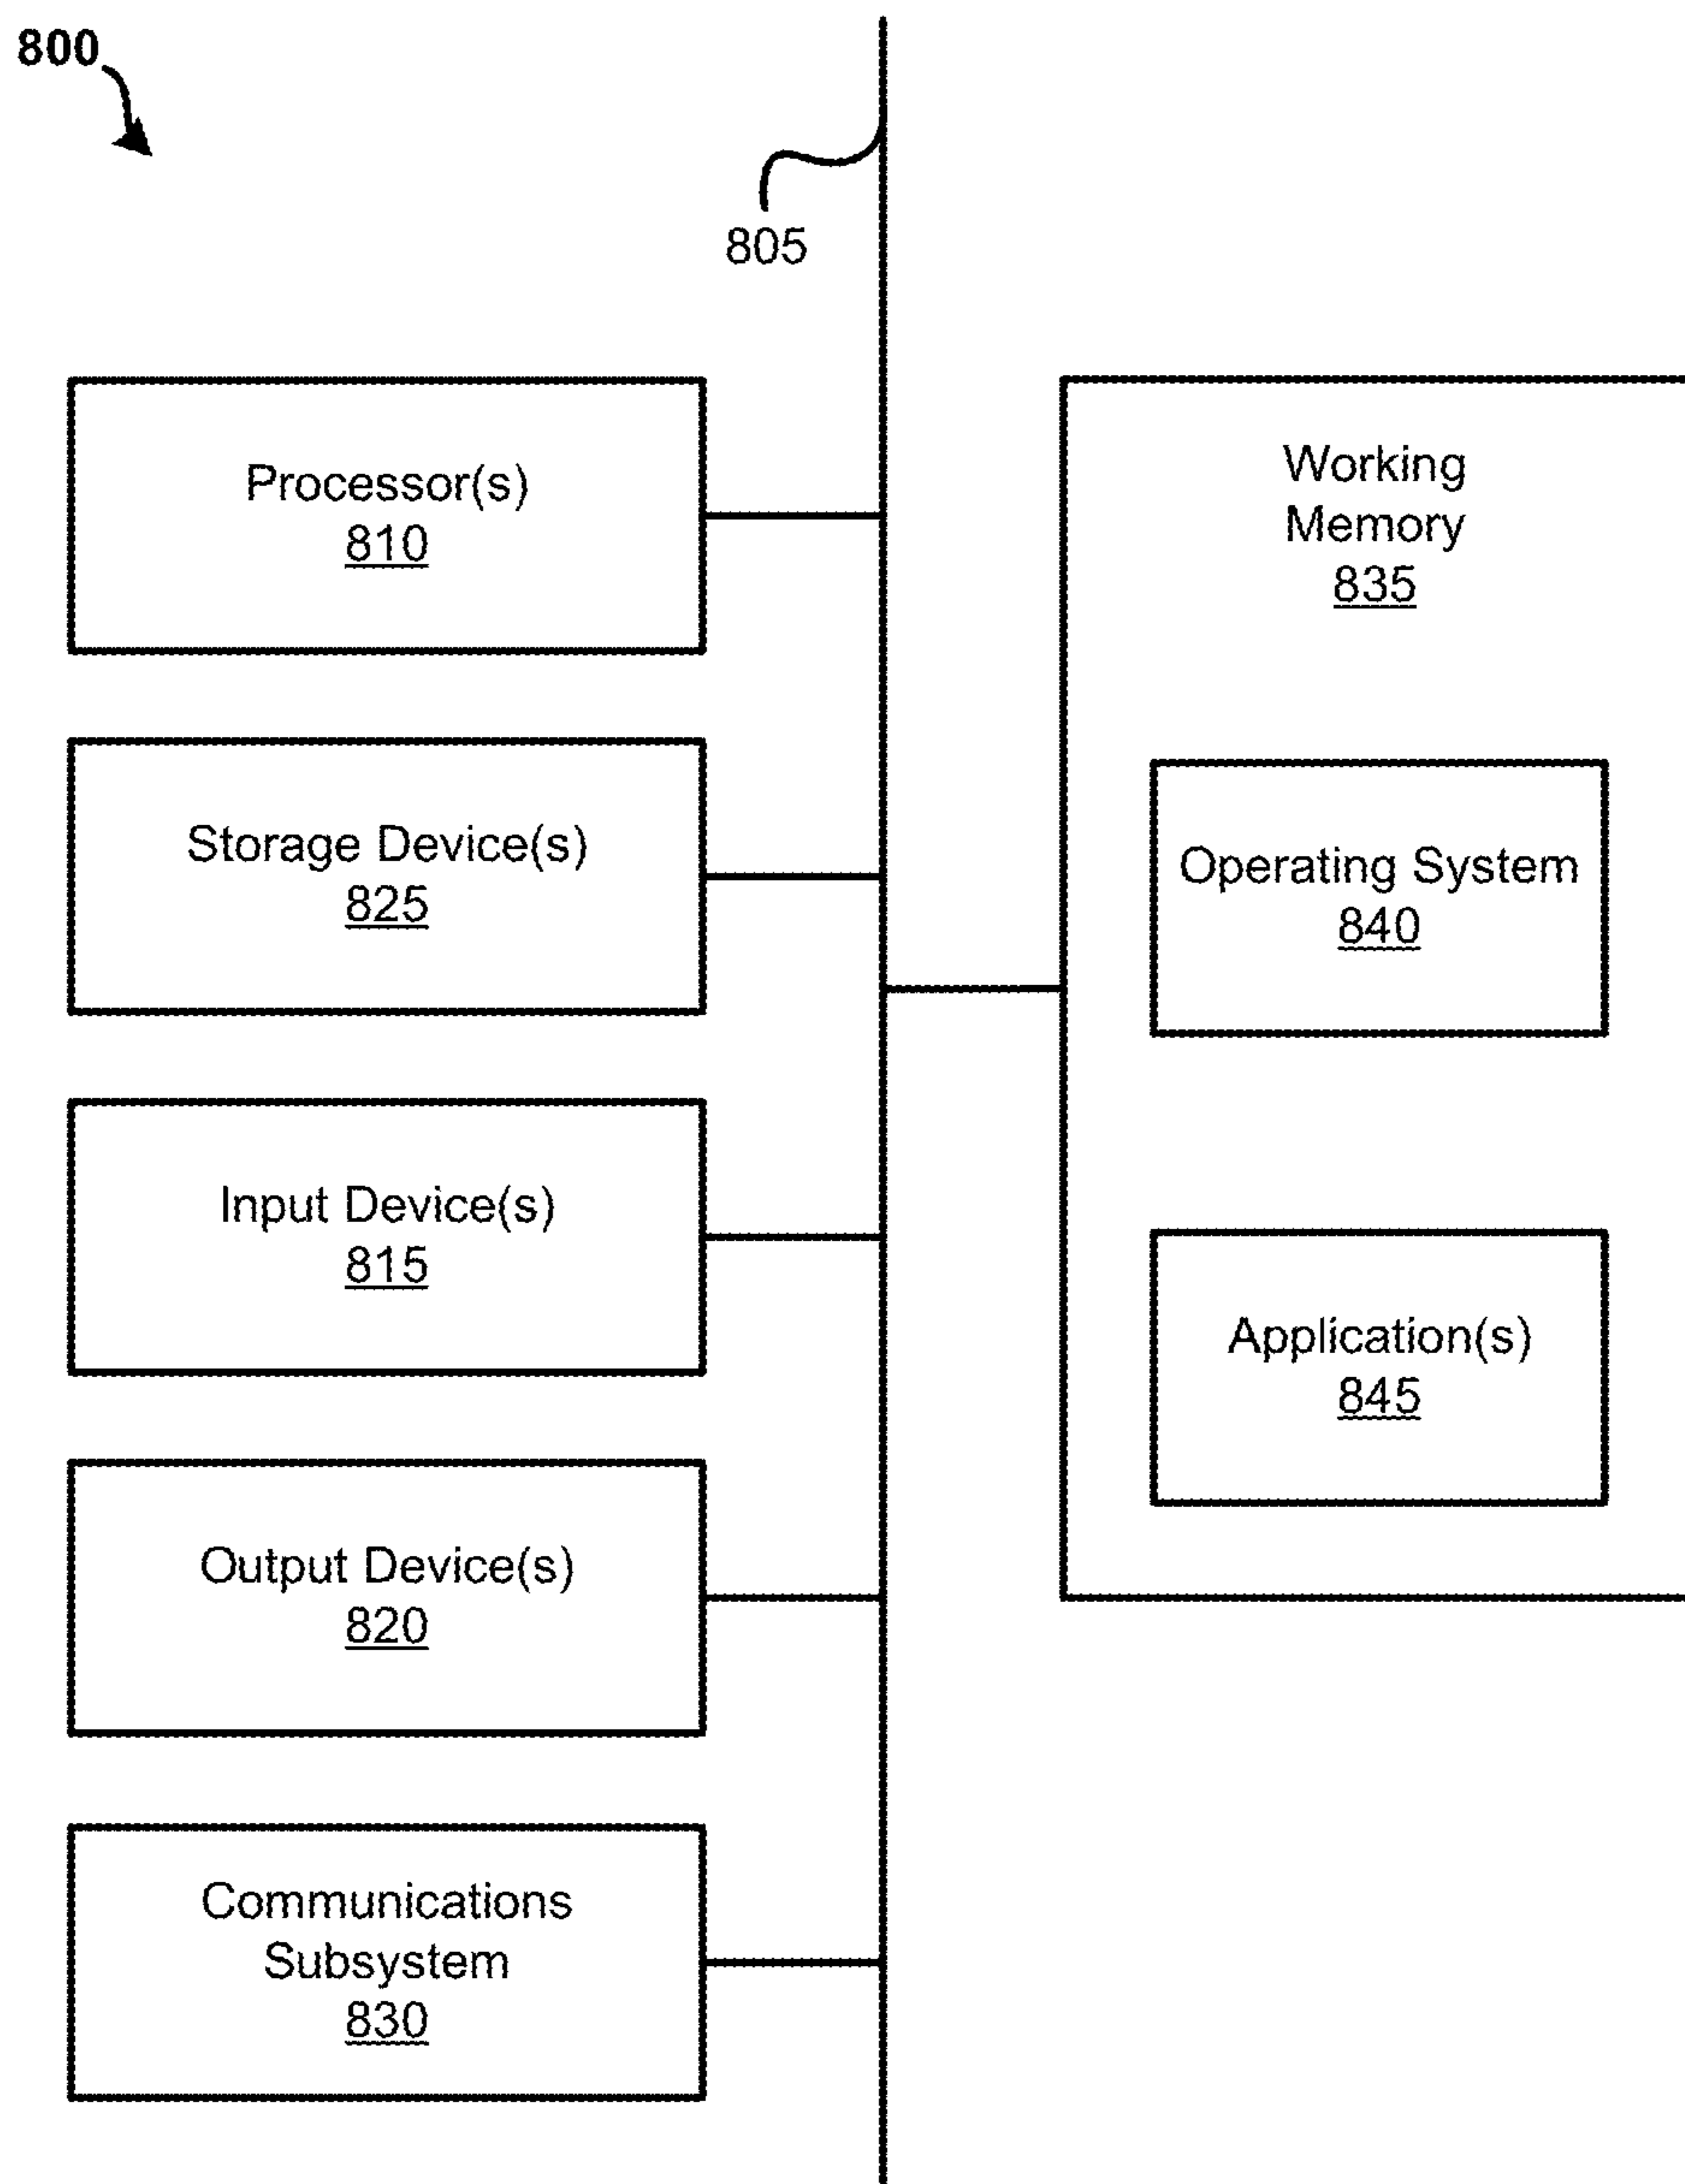 800
805
Processor(s)
810
Storage Device(s)
825
Input Device(s)
815
Output Device(s)
820
Communications
Subsystem
830
Working
Memory
835
Operating System
840
Application(s)
845